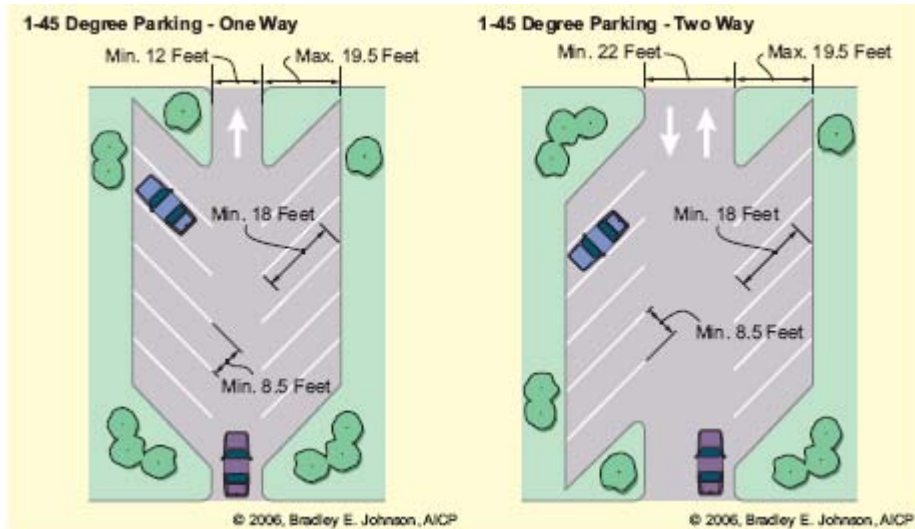 1-45 Degree Parking - One Way
Min. 12 Feet
Max. 19.5 Feet
Min. 18 Feet
Min. 8.5 Feet
© 2006, Bradley E. Johnson, AICP
1-45 Degree Parking - Two Way
Min. 22 Feet
Max. 19.5 Feet
Min. 18 Feet
Min. 8.5 Feet
© 2006, Bradley E. Johnson, AICP